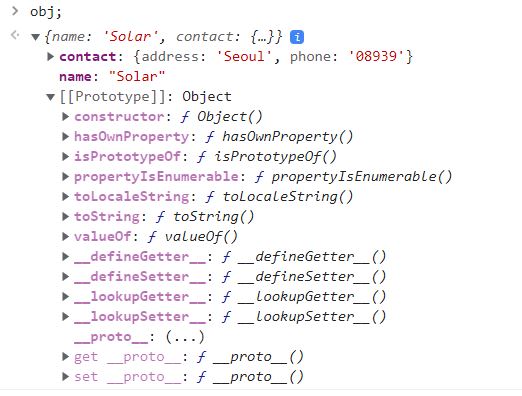 > obj;
< ▼ {name: 'Solar', contact: {…}} i
▶ contact: {address: 'Seoul', phone: '08939'}
name: "Solar"
▼ [[Prototype]]: Object
▶ constructor: ƒ Object()
▶ hasOwnProperty: ƒ hasOwnProperty()
▶ isPrototypeOf: ƒ isPrototypeOf()
▶ propertyIsEnumerable: ƒ propertyIsEnumerable()
▶ toLocaleString: ƒ toLocaleString()
▶ toString: ƒ toString()
▶ valueOf: ƒ valueOf()
▶ __defineGetter__: ƒ __defineGetter__()
▶ __defineSetter__: ƒ __defineSetter__()
▶ __lookupGetter__: ƒ __lookupGetter__()
▶ __lookupSetter__: ƒ __lookupSetter__()
__proto__: (...)
▶ get __proto__: ƒ __proto__()
▶ set __proto__: ƒ __proto__()